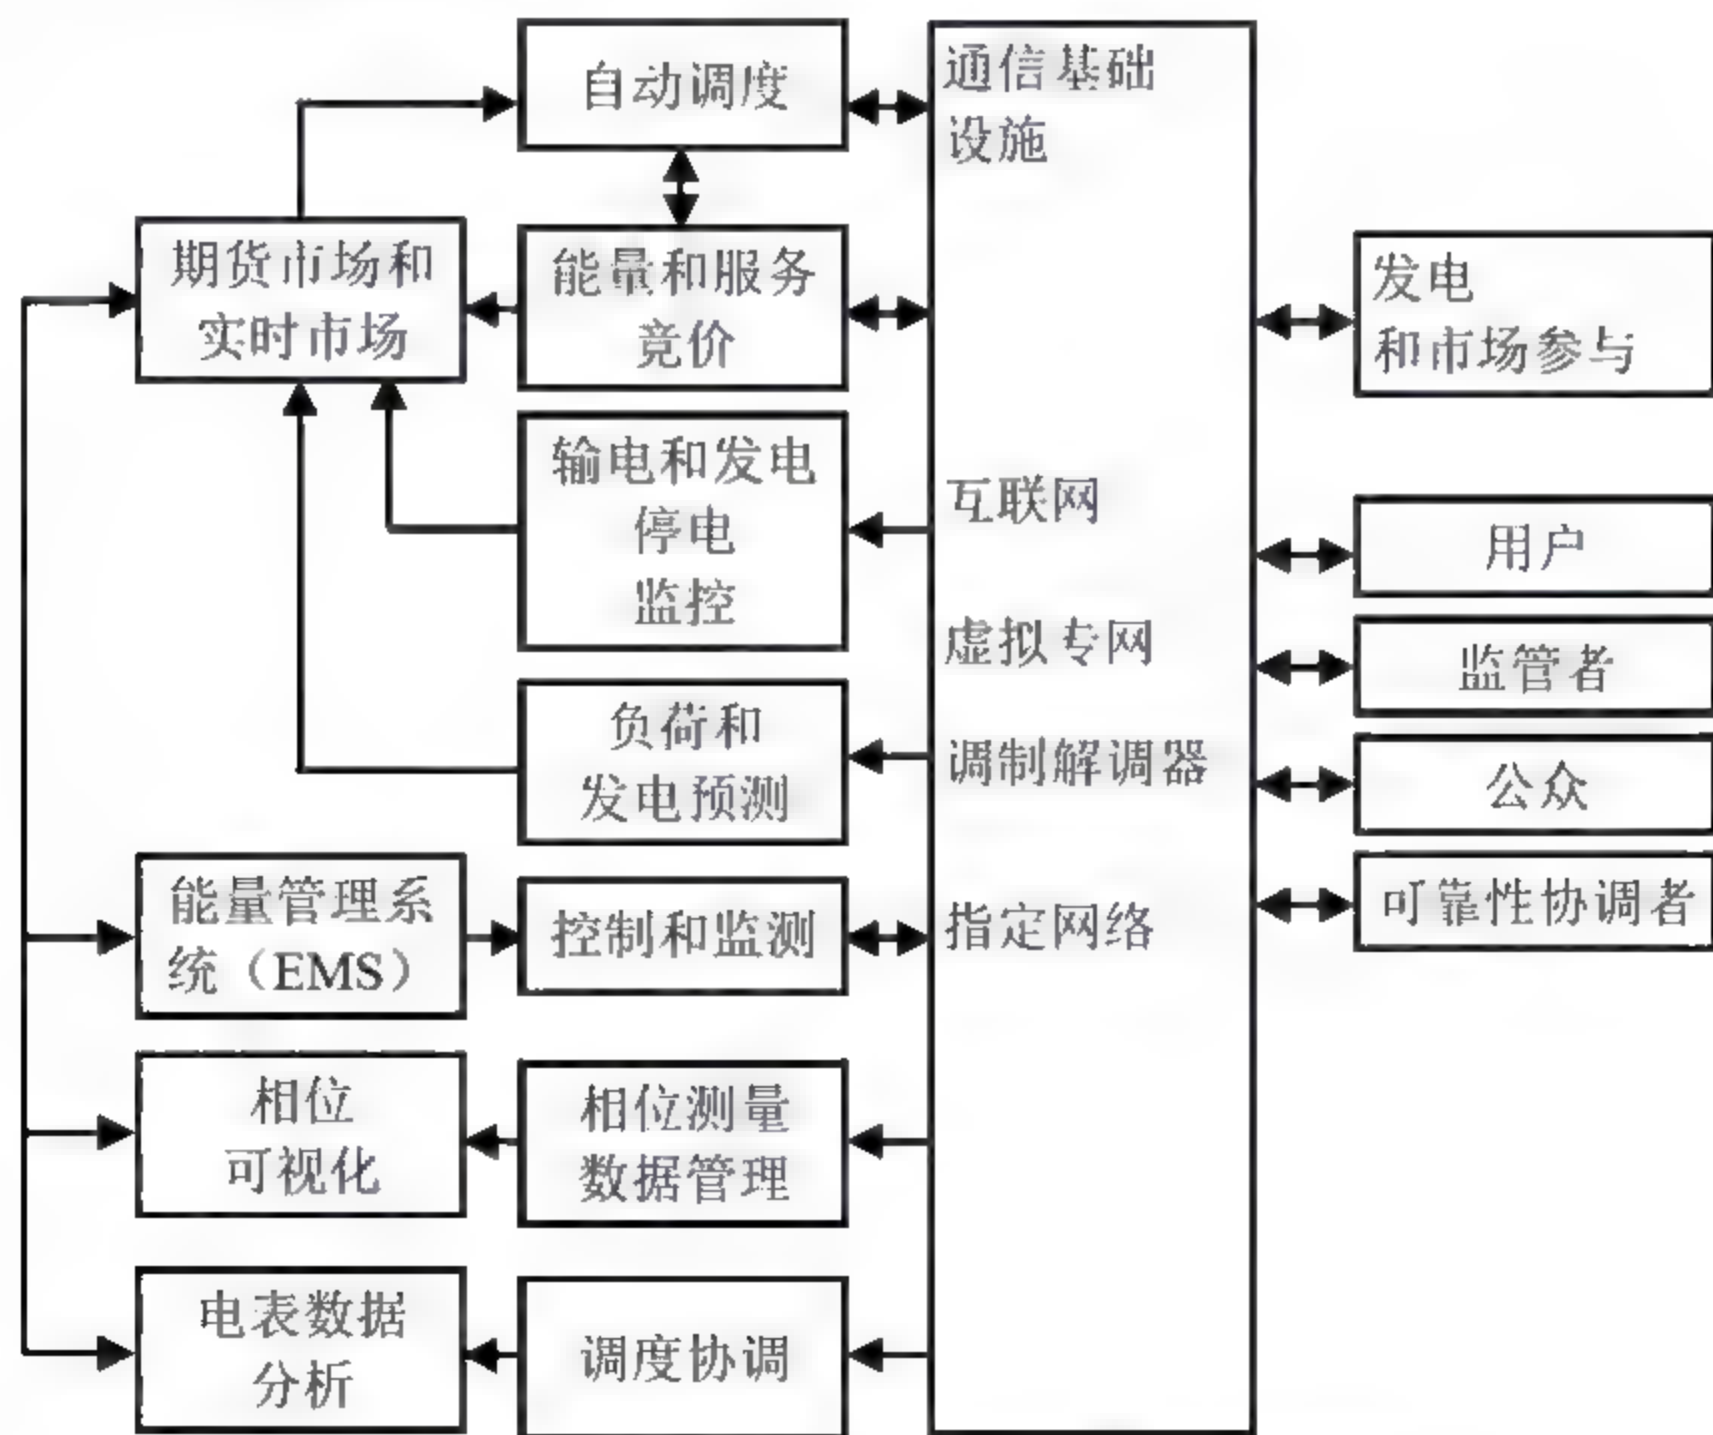 自动调度
期货市场和
实时市场
能量和服务
竞价
输电和发电
停电
监控
负荷和
发电预测
能量管理系
统（EMS）
控制和监测
相位
可视化
相位测量
数据管理
电表数据
分析
调度协调
通信基础
设施
互联网
虚拟专网
调制解调器
指定网络
发电
和市场参与
用户
监管者
公众
可靠性协调者